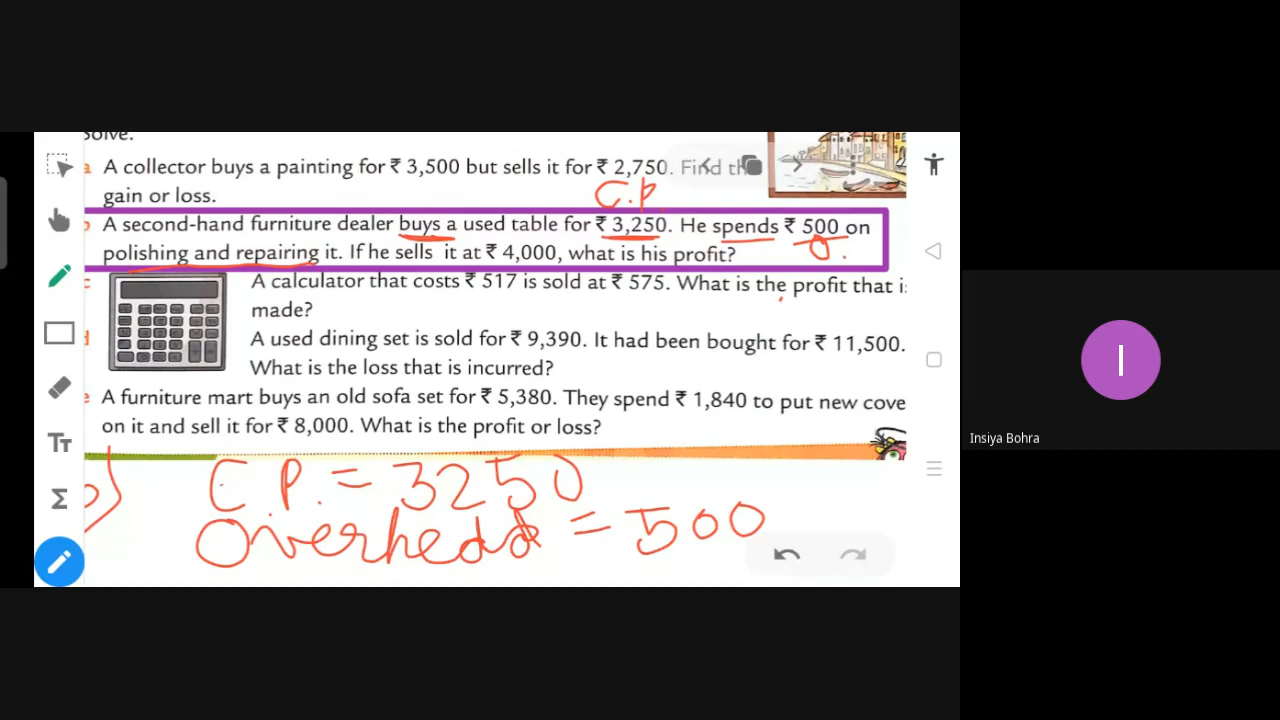 Solve.
a A collector buys a painting for ₹ 3,500 but sells it for ₹ 2,750. Find th
gain or loss.
C.P.
b A second-hand furniture dealer buys a used table for ₹ 3,250. He spends ₹ 500 on
O.
polishing and repairing it. If he sells it at ₹ 4,000, what is his profit?
c A calculator that costs ₹ 517 is sold at ₹ 575. What is the profit that i
made?
d A used dining set is sold for ₹ 9,390. It had been bought for ₹ 11,500.
What is the loss that is incurred?
e A furniture mart buys an old sofa set for ₹ 5,380. They spend ₹ 1,840 to put new cove
on it and sell it for ₹ 8,000. What is the profit or loss?
b) C.P. = 3250
Overhead = 500
Tт
Σ
I
Insiya Bohra